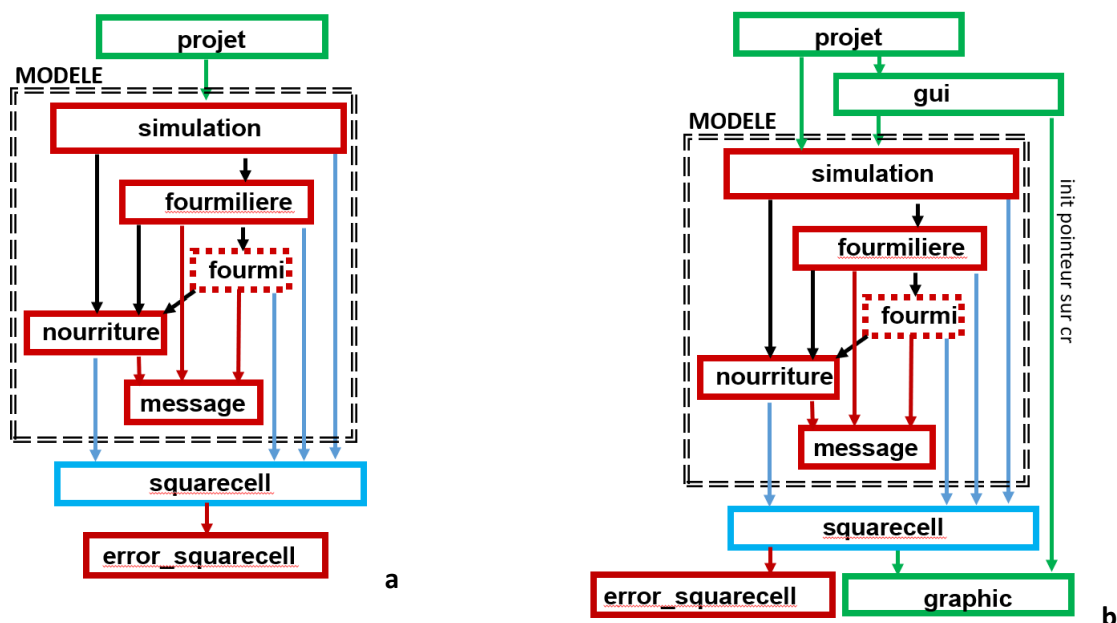 projet
MODELE
simulation
fourmiliere
fourmi
nourriture
message
squarecell
error_squarecell
a
projet
gui
MODELE
simulation
init pointeur sur cr
fourmiliere
fourmi
nourriture
message
squarecell
error_squarecell
graphic
b